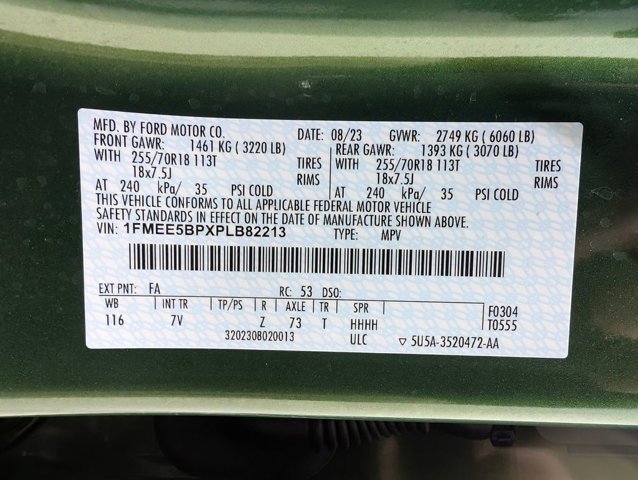 MFD. BY FORD MOTOR CO. DATE: 08/23 GVWR: 2749 KG ( 6060 LB)
FRONT GAWR: 1461 KG ( 3220 LB) REAR GAWR: 1393 KG ( 3070 LB)
WITH 255/70R18 113T TIRES WITH 255/70R18 113T TIRES
18x7.5J RIMS 18x7.5J RIMS
AT 240 kPa/ 35 PSI COLD AT 240 kPa/ 35 PSI COLD
THIS VEHICLE CONFORMS TO ALL APPLICABLE FEDERAL MOTOR VEHICLE
SAFETY STANDARDS IN EFFECT ON THE DATE OF MANUFACTURE SHOWN ABOVE.
VIN: 1FMEE5BPXPLB82213 TYPE: MPV
EXT PNT: FA RC: 53 DSO:
WB INT TR TP/PS R AXLE TR SPR F0304
116 7V Z 73 T HHHH T0555
3202308020013 ULC ▽ 5U5A-3520472-AA